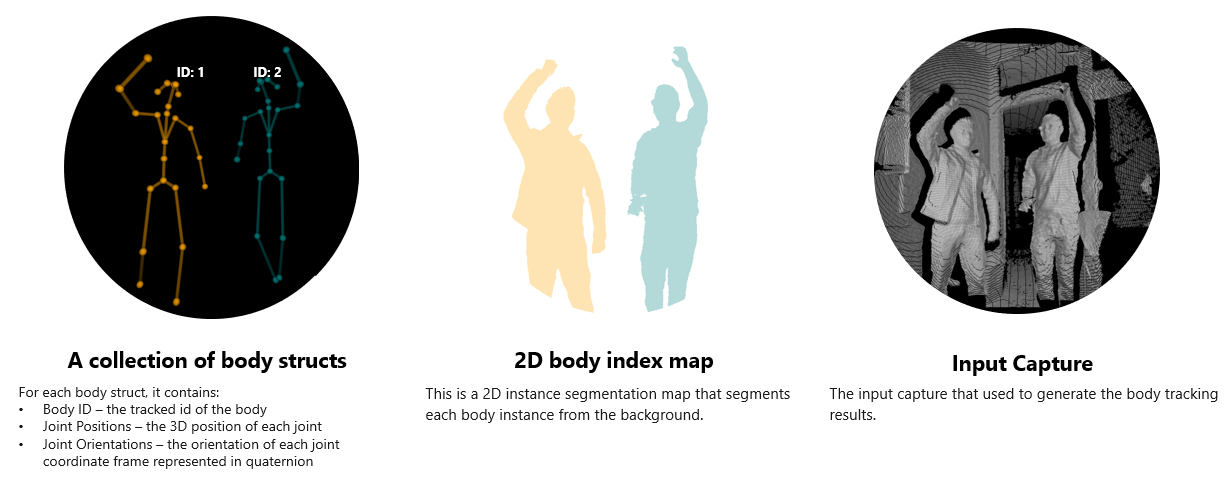 ID: 1
ID: 2
A collection of body structs
For each body struct, it contains:
• Body ID – the tracked id of the body
• Joint Positions – the 3D position of each joint
• Joint Orientations – the orientation of each joint
coordinate frame represented in quaternion
2D body index map
This is a 2D instance segmentation map that segments
each body instance from the background.
Input Capture
The input capture that used to generate the body tracking
results.